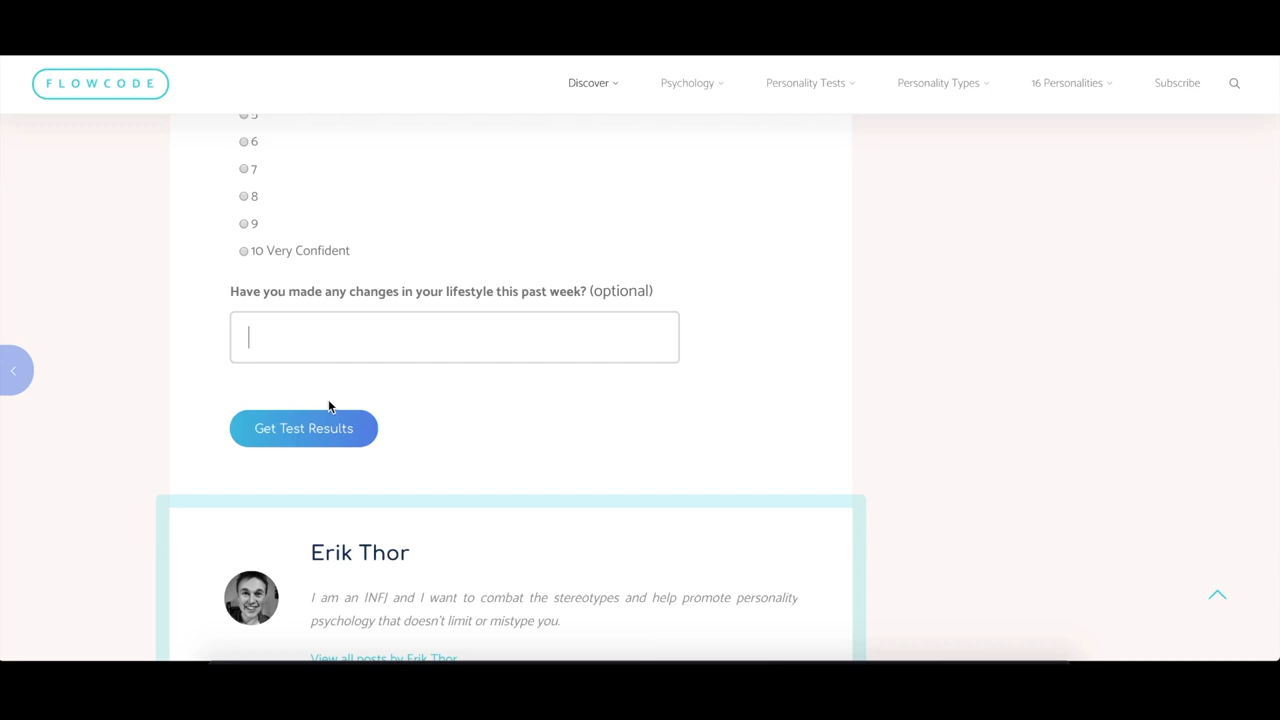 FLOWCODE
Discover
Psychology
Personality Tests
Personality Types
16 Personalities
Subscribe
5
6
7
8
9
10 Very Confident
Have you made any changes in your lifestyle this past week? (optional)
Get Test Results
Erik Thor
I am an INFJ and I want to combat the stereotypes and help promote personality
psychology that doesn't limit or mistype you.
View all posts by Erik Thor